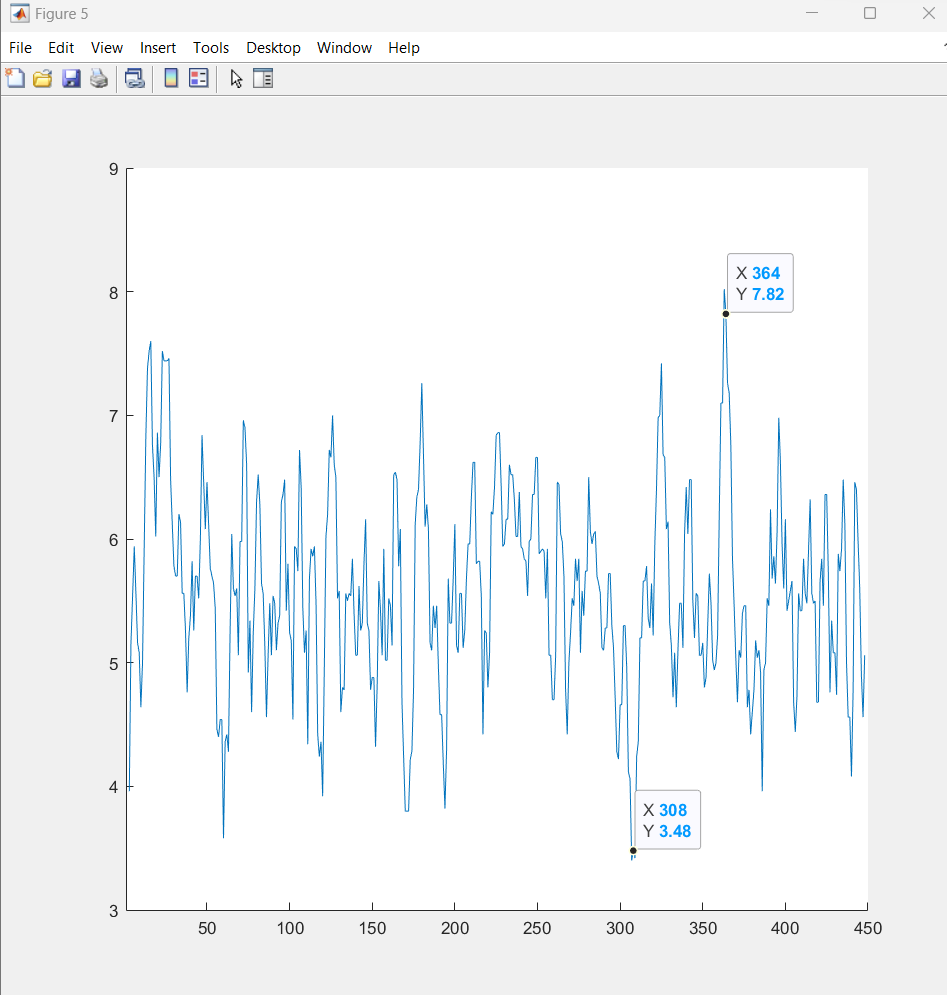 Figure 5
File Edit View Insert Tools Desktop Window Help
9
8
7
6
5
4
3
X 364
Y 7.82
X 308
Y 3.48
50 100 150 200 250 300 350 400 450